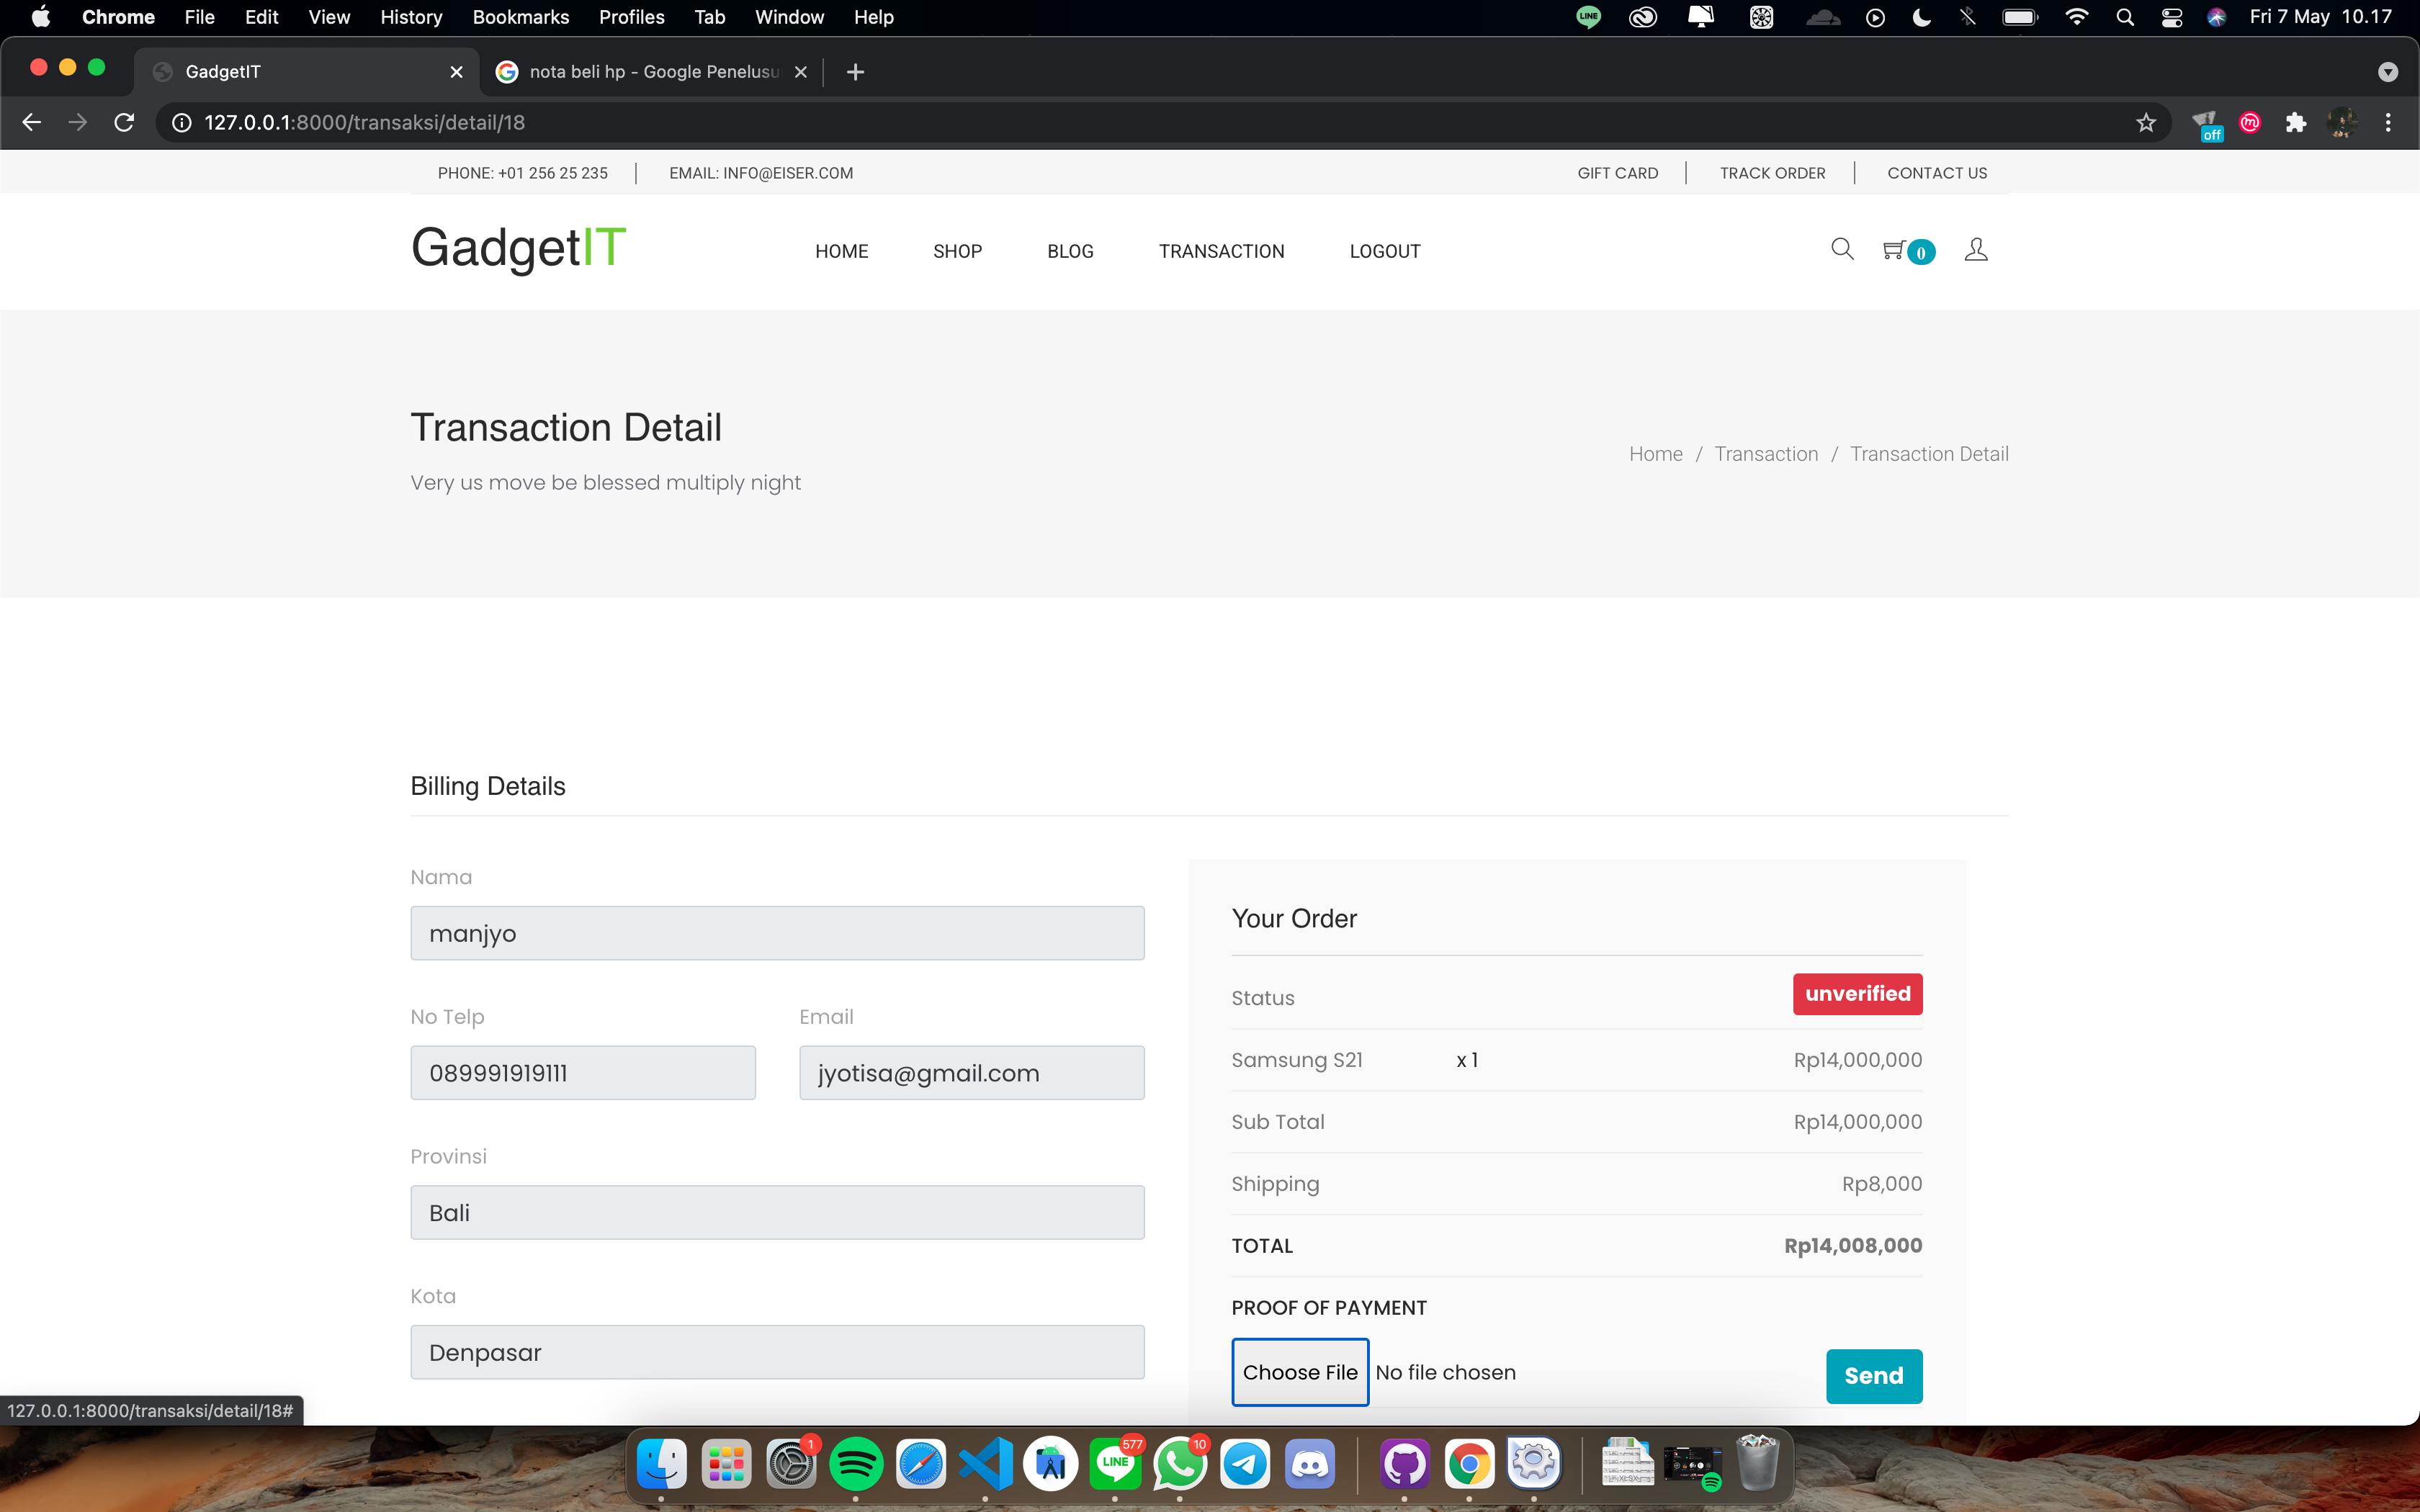 Chrome File Edit View History Bookmarks Profiles Tab Window Help
LINE
Fri 7 May 10.17
GadgetIT
nota beli hp - Google Penelusu
127.0.0.1:8000/transaksi/detail/18
off
PHONE: +01 256 25 235
EMAIL: INFO@EISER.COM
GIFT CARD
TRACK ORDER
CONTACT US
GadgetIT
HOME
SHOP
BLOG
TRANSACTION
LOGOUT
0
Transaction Detail
Very us move be blessed multiply night
Home / Transaction / Transaction Detail
Billing Details
Nama
manjyo
No Telp
Email
089991919111
jyotisa@gmail.com
Provinsi
Bali
Kota
Denpasar
Your Order
Status
unverified
Samsung S21 x 1 Rp14,000,000
Sub Total Rp14,000,000
Shipping Rp8,000
TOTAL Rp14,008,000
PROOF OF PAYMENT
Choose File No file chosen
Send
127.0.0.1:8000/transaksi/detail/18#
1
LINE
577
10
XLSX